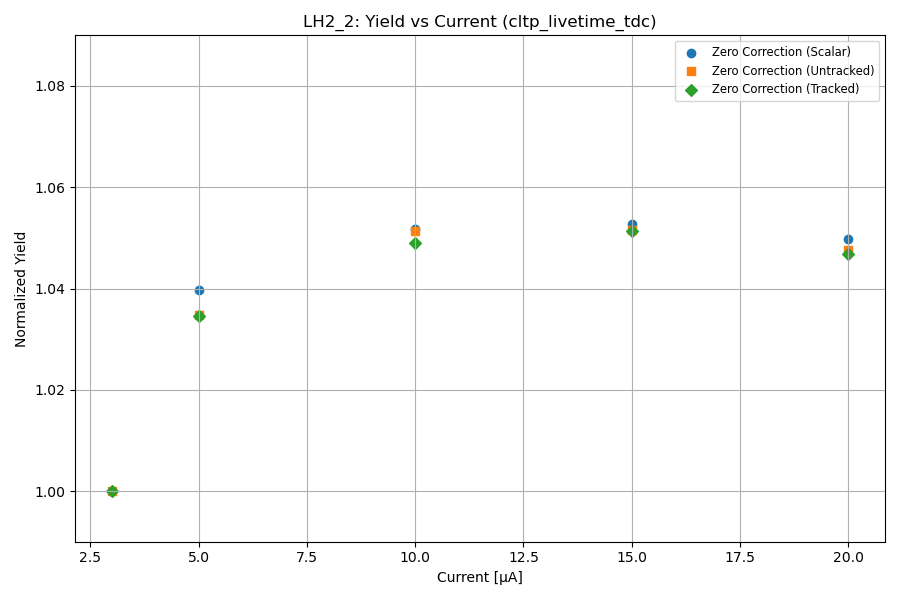 LH2_2: Yield vs Current (cltp_livetime_tdc)
Zero Correction (Scalar)
Zero Correction (Untracked)
Zero Correction (Tracked)
Normalized Yield
1.08
1.06
1.04
1.02
1.00
2.5 5.0 7.5 10.0 12.5 15.0 17.5 20.0
Current [μA]